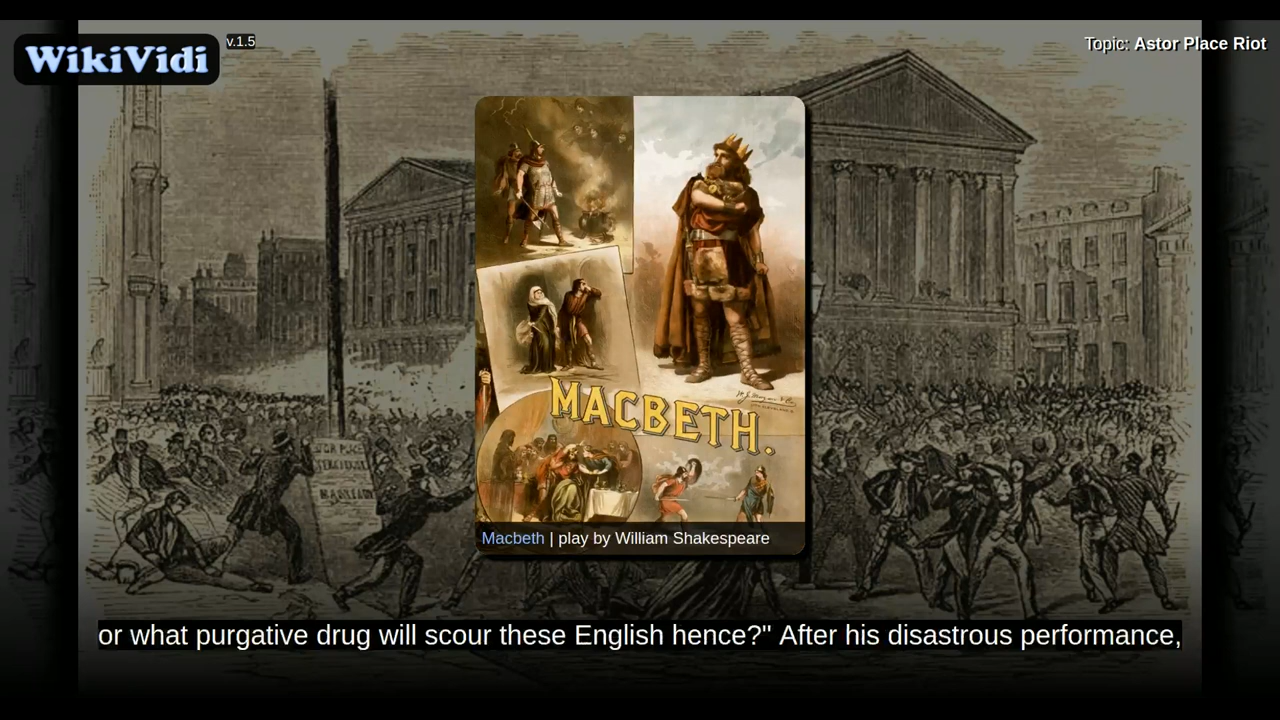 WikiVidi
v.1.5
Topic: Astor Place Riot
MACBETH.
Macbeth | play by William Shakespeare
or what purgative drug will scour these English hence?" After his disastrous performance,